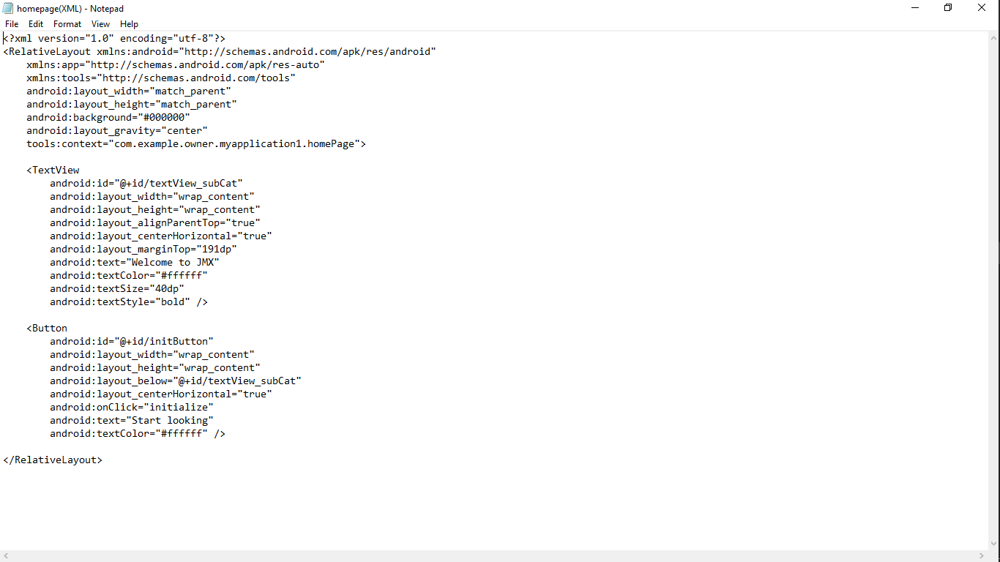 homepage(XML) - Notepad
File Edit Format View Help
<?xml version="1.0" encoding="utf-8"?>
<RelativeLayout xmlns:android="http://schemas.android.com/apk/res/android"
    xmlns:app="http://schemas.android.com/apk/res-auto"
    xmlns:tools="http://schemas.android.com/tools"
    android:layout_width="match_parent"
    android:layout_height="match_parent"
    android:background="#000000"
    android:layout_gravity="center"
    tools:context="com.example.owner.myapplication1.homePage">

    <TextView
        android:id="@+id/textView_subCat"
        android:layout_width="wrap_content"
        android:layout_height="wrap_content"
        android:layout_alignParentTop="true"
        android:layout_centerHorizontal="true"
        android:layout_marginTop="191dp"
        android:text="Welcome to JMX"
        android:textColor="#ffffff"
        android:textSize="40dp"
        android:textStyle="bold" />

    <Button
        android:id="@+id/initButton"
        android:layout_width="wrap_content"
        android:layout_height="wrap_content"
        android:layout_below="@+id/textView_subCat"
        android:layout_centerHorizontal="true"
        android:onClick="initialize"
        android:text="Start looking"
        android:textColor="#ffffff" />

</RelativeLayout>